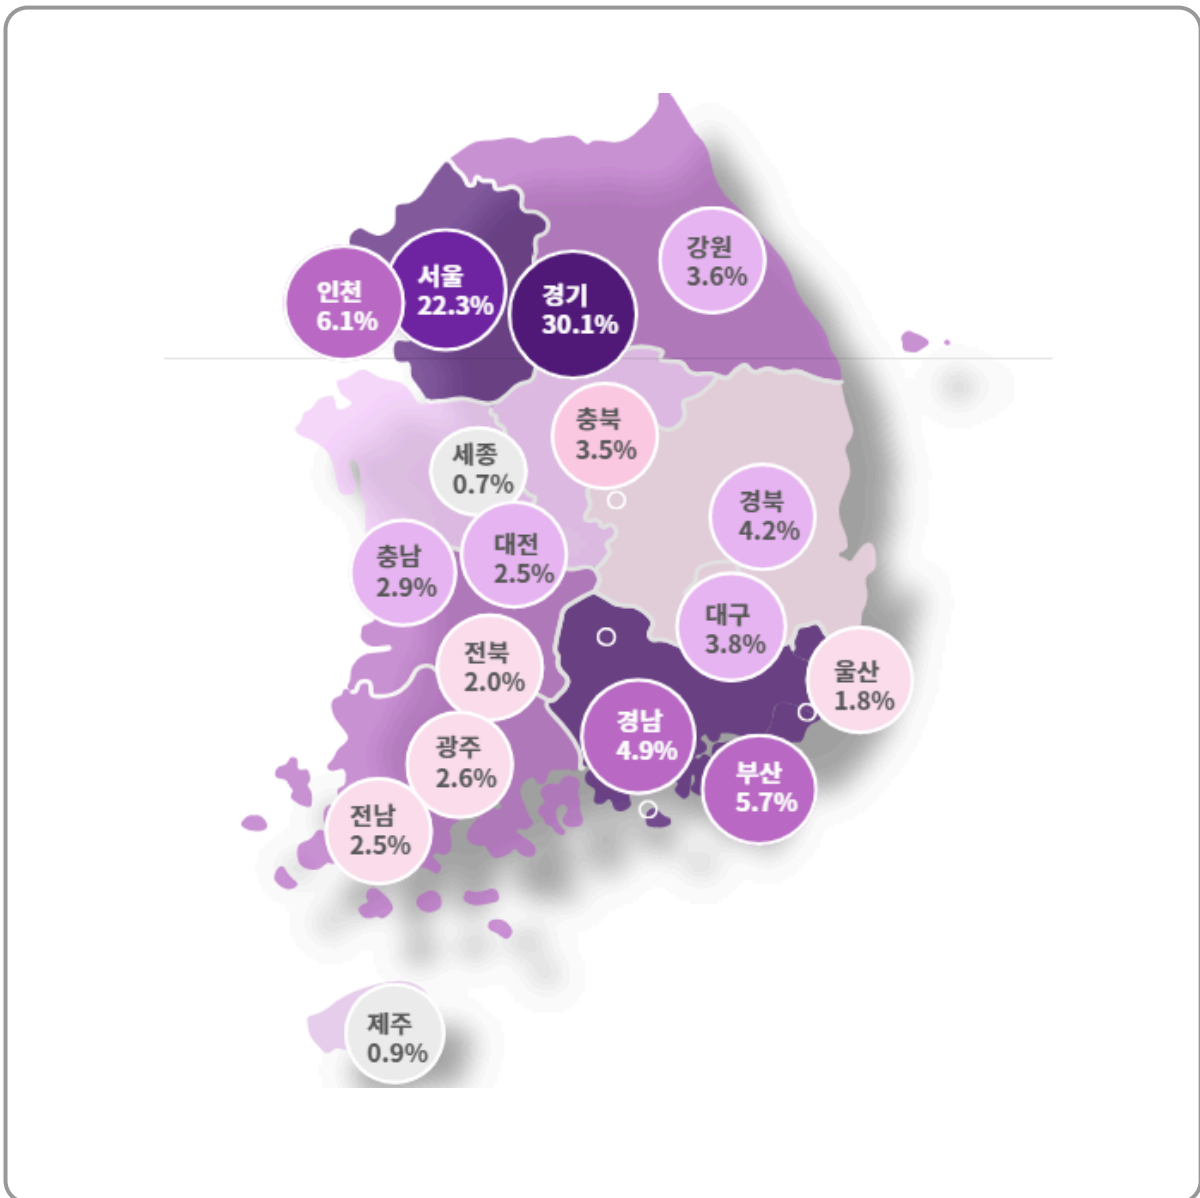 강원
3.6%
서울
22.3%
인천
6.1%
경기
30.1%
충북
3.5%
세종
0.7%
경북
4.2%
대전
2.5%
충남
2.9%
대구
3.8%
전북
2.0%
울산
1.8%
경남
4.9%
광주
2.6%
부산
5.7%
전남
2.5%
제주
0.9%